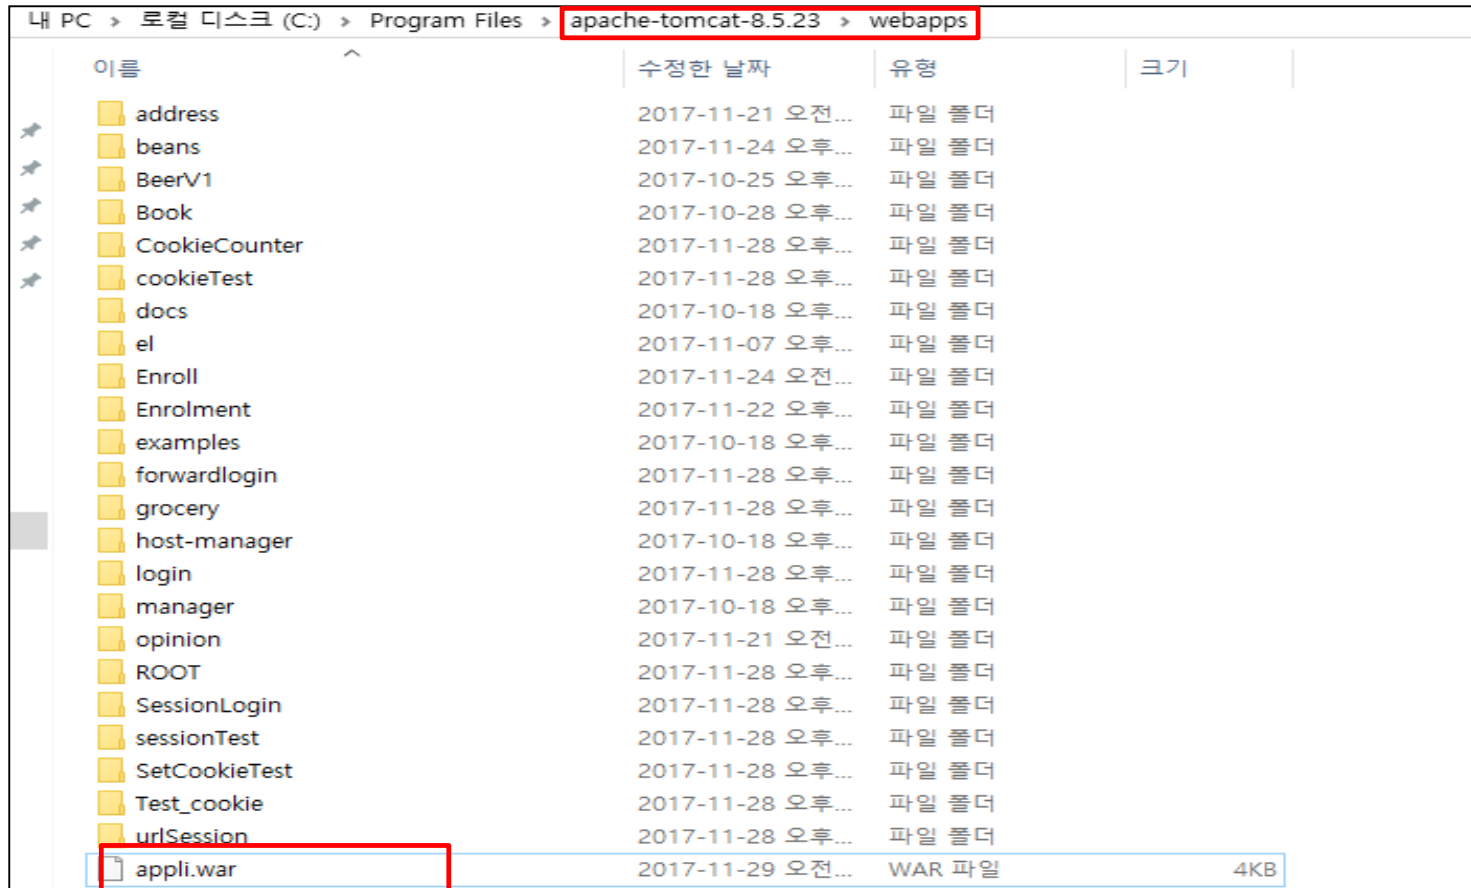 내 PC > 로컬 디스크 (C:) > Program Files > apache-tomcat-8.5.23 > webapps
이름 수정한 날짜 유형 크기
address 2017-11-21 오전... 파일 폴더
beans 2017-11-24 오후... 파일 폴더
BeerV1 2017-10-25 오후... 파일 폴더
Book 2017-10-28 오후... 파일 폴더
CookieCounter 2017-11-28 오후... 파일 폴더
cookieTest 2017-11-28 오후... 파일 폴더
docs 2017-10-18 오후... 파일 폴더
el 2017-11-07 오후... 파일 폴더
Enroll 2017-11-24 오전... 파일 폴더
Enrolment 2017-11-22 오후... 파일 폴더
examples 2017-10-18 오후... 파일 폴더
forwardlogin 2017-11-28 오후... 파일 폴더
grocery 2017-11-28 오후... 파일 폴더
host-manager 2017-10-18 오후... 파일 폴더
login 2017-11-28 오후... 파일 폴더
manager 2017-10-18 오후... 파일 폴더
opinion 2017-11-21 오전... 파일 폴더
ROOT 2017-11-28 오후... 파일 폴더
SessionLogin 2017-11-28 오후... 파일 폴더
sessionTest 2017-11-28 오후... 파일 폴더
SetCookieTest 2017-11-28 오후... 파일 폴더
Test_cookie 2017-11-28 오후... 파일 폴더
urlSession 2017-11-28 오후... 파일 폴더
appli.war 2017-11-29 오전... WAR 파일 4KB